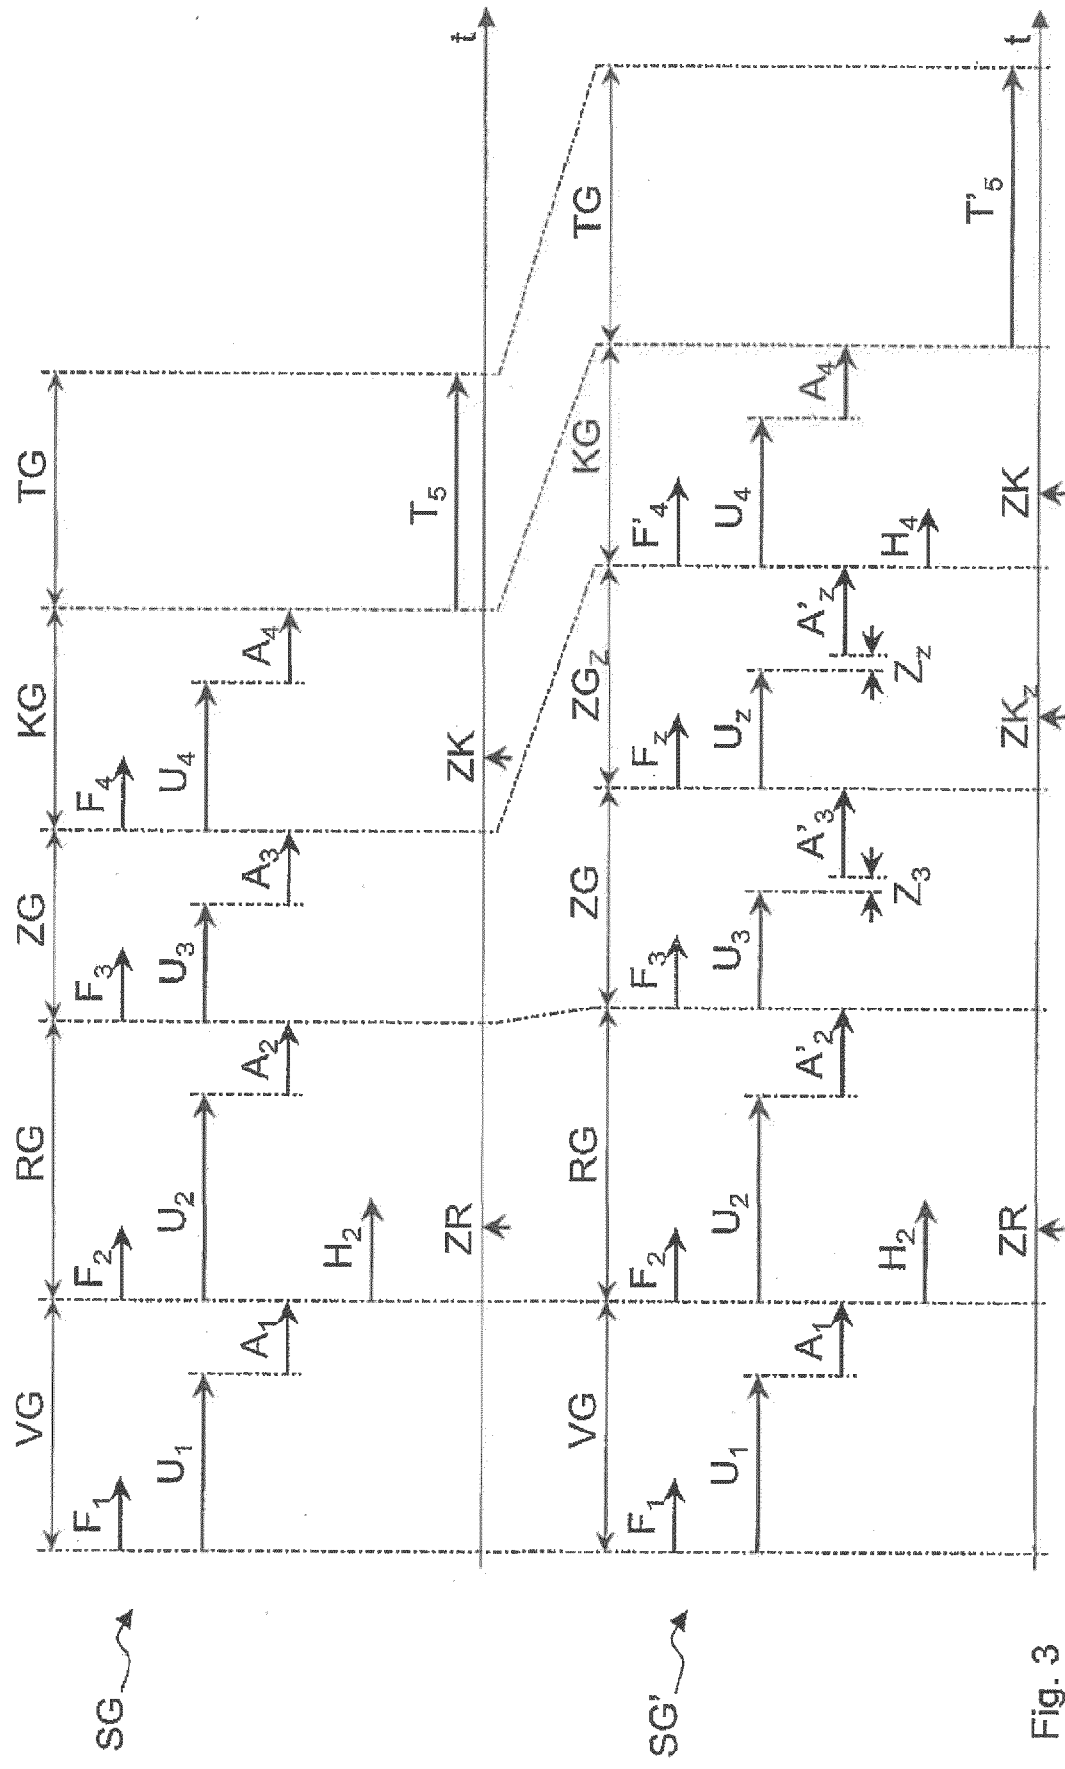 SG
VG
RG
ZG
KG
TG
F1
F2
F3
F4
U1
U2
U3
U4
A1
A2
A3
A4
H2
T5
ZR
ZK
t
SG'
VG
RG
ZG
ZGz
KG
TG
F1
F2
F3
Fz
F'4
U1
U2
U3
Uz
U4
A1
A'2
A'3
A'z
A4
H2
Z3
Zz
H4
T'5
ZR
ZKz
ZK
t
Fig. 3